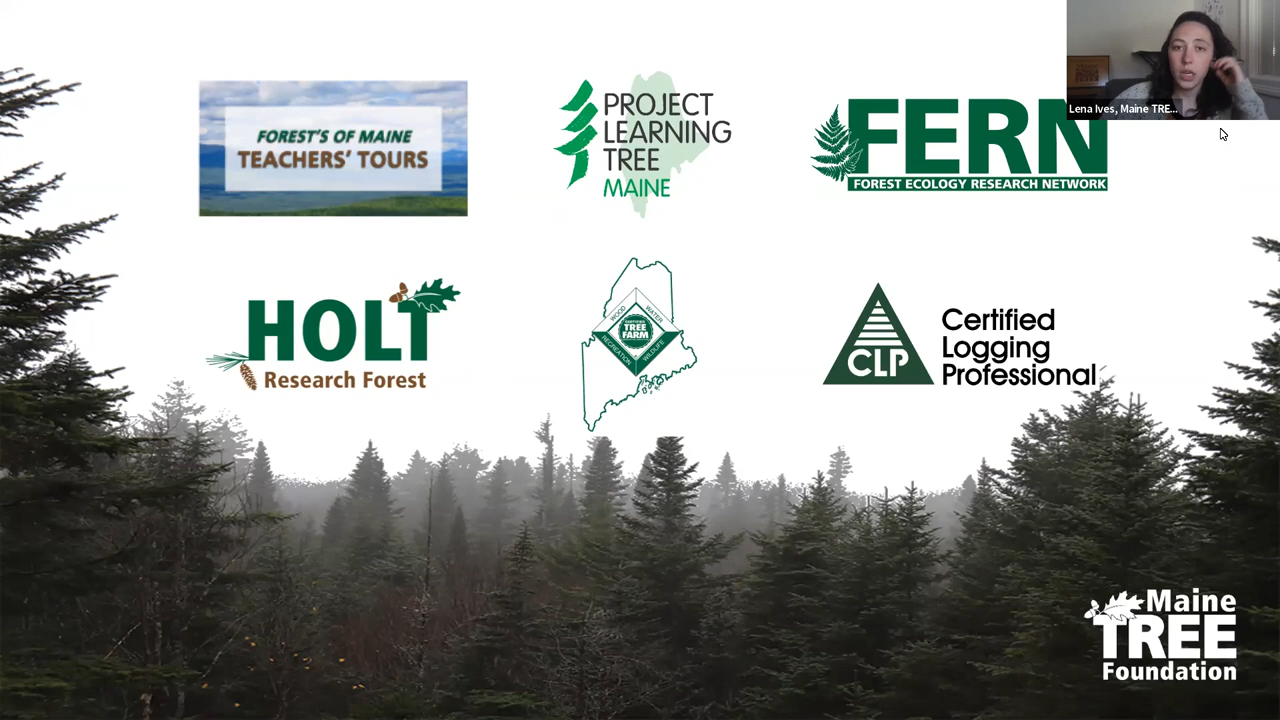 FOREST'S OF MAINE
TEACHERS' TOURS
PROJECT
LEARNING
TREE
MAINE
FERN
FOREST ECOLOGY RESEARCH NETWORK
Lena Ives, Maine TRE...
HOLT
Research Forest
WOOD
WATER
CERTIFIED
TREE
FARM
RECREATION
WILDLIFE
CLP
Certified
Logging
Professional
Maine
TREE
Foundation